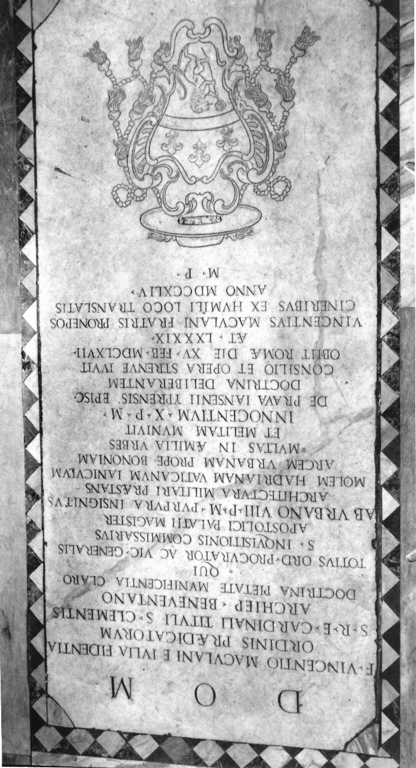 D O M
F · VINCENTIO MACVLANI E IVLIA FIDENTIA
ORDINIS PRÆDICATORVM
S · R · E · CARDINALI TITVLI S · CLEMENTIS
ARCHIEP · BENEVENTANO
DOCTRINA PIETATE MVNIFICENTIA CLARO
QVI
TOTIVS ORD · PROCVRATOR AC VIC · GENERALIS
S · INQVISITIONIS COMMISSARIVS
APOSTOLICI PALATII MAGISTER
AB VRBANO VIII · P · M · PVRPVRA INSIGNITVS
ARCHITECTVRA MILITARI PRÆSTANS
MOLEM HADRIANAM VATICANVM IANICVLVM
ARCEM VRBANAM PROPE BONONIAM
MVLTAS IN ÆMILIA VRBES
ET MELITAM MVNIVIT
INNOCENTIVM · X · P · M ·
DE PRAVA IANSENII YPRENSIS · EPISC ·
DOCTRINA DELIBERANTEM
CONSILIO ET OPERA STRENVE IVVIT
OBIIT ROMÆ DIE XV · FEB · MDCLXVII ·
ÆT · LXXXIX ·
VINCENTIVS MACVLANI FRATRIS PRONEPOS
CINERIBVS EX HVMILI LOCO TRANSLATIS
ANNO MDCCXLIV ·
M · P ·